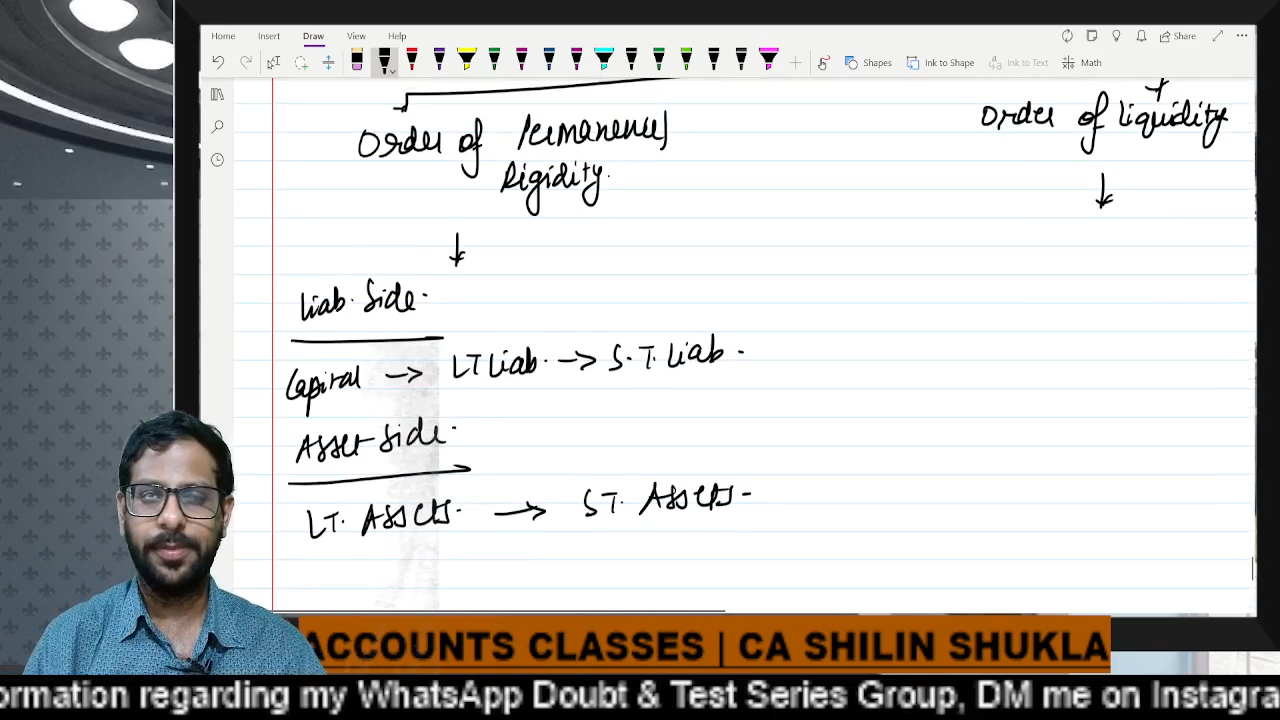 Home Insert Draw View Help Share
Shapes Ink to Shape Ink to Text Math
Order of Permanence/
Rigidity.
Order of liquidity
Liab. Side.
Capital → LT Liab. → S.T. Liab.
Asset Side.
LT. Assets. → ST. Assets.
ACCOUNTS CLASSES | CA SHILIN SHUKLA
ormation regarding my WhatsApp Doubt & Test Series Group, DM me on Instagra